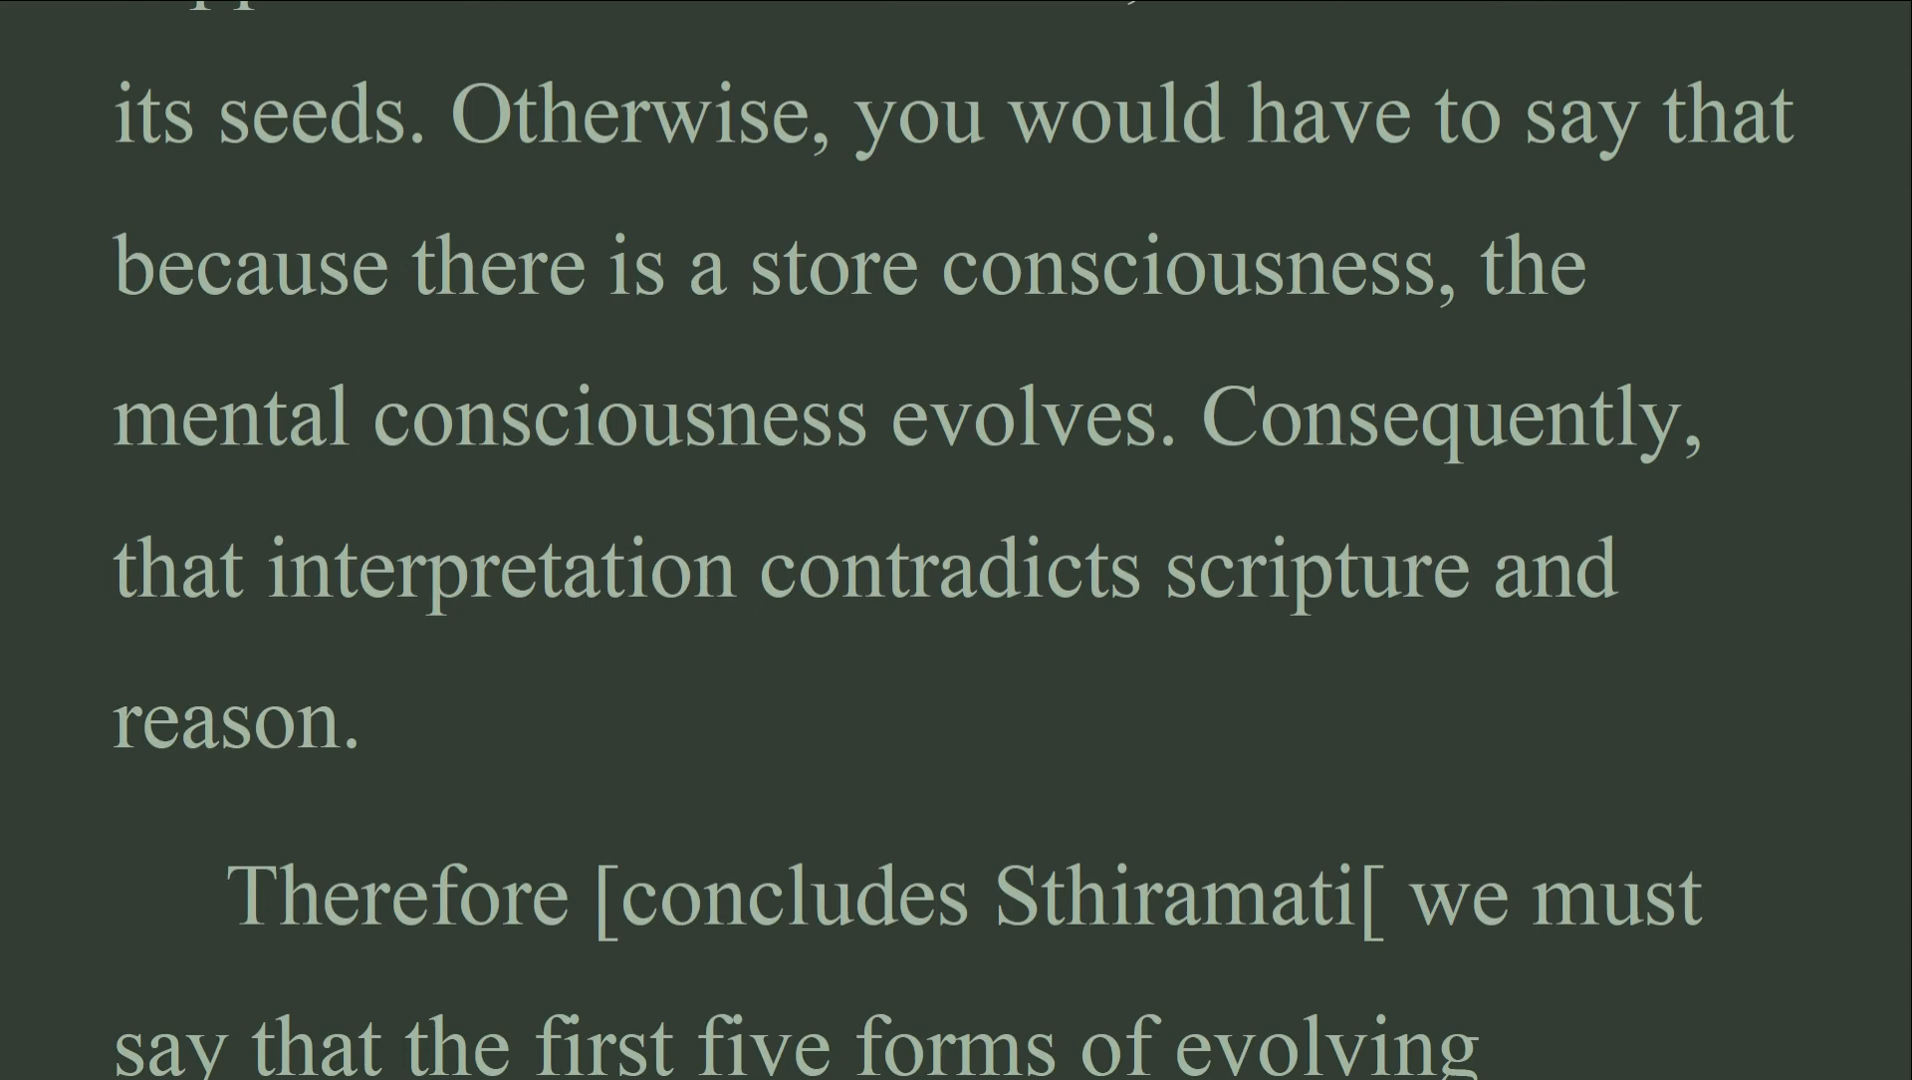 its seeds. Otherwise, you would have to say that
because there is a store consciousness, the
mental consciousness evolves. Consequently,
that interpretation contradicts scripture and
reason.
Therefore [concludes Sthiramati[ we must
say that the first five forms of evolving